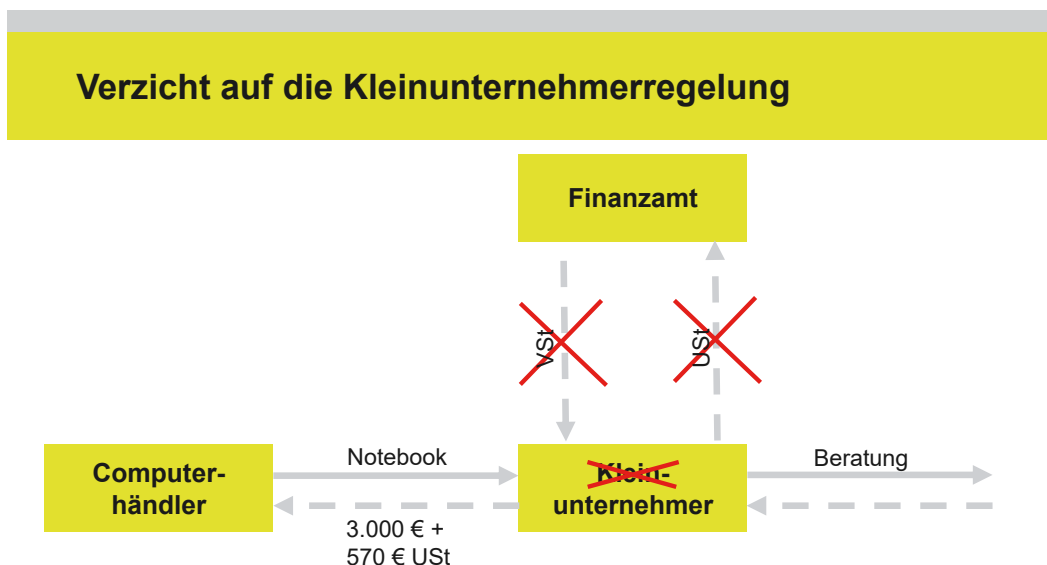 Verzicht auf die Kleinunternehmerregelung
Finanzamt
VSt
USt
Computer-
händler
Notebook
3.000 € +
570 € USt
Klein-
unternehmer
Beratung